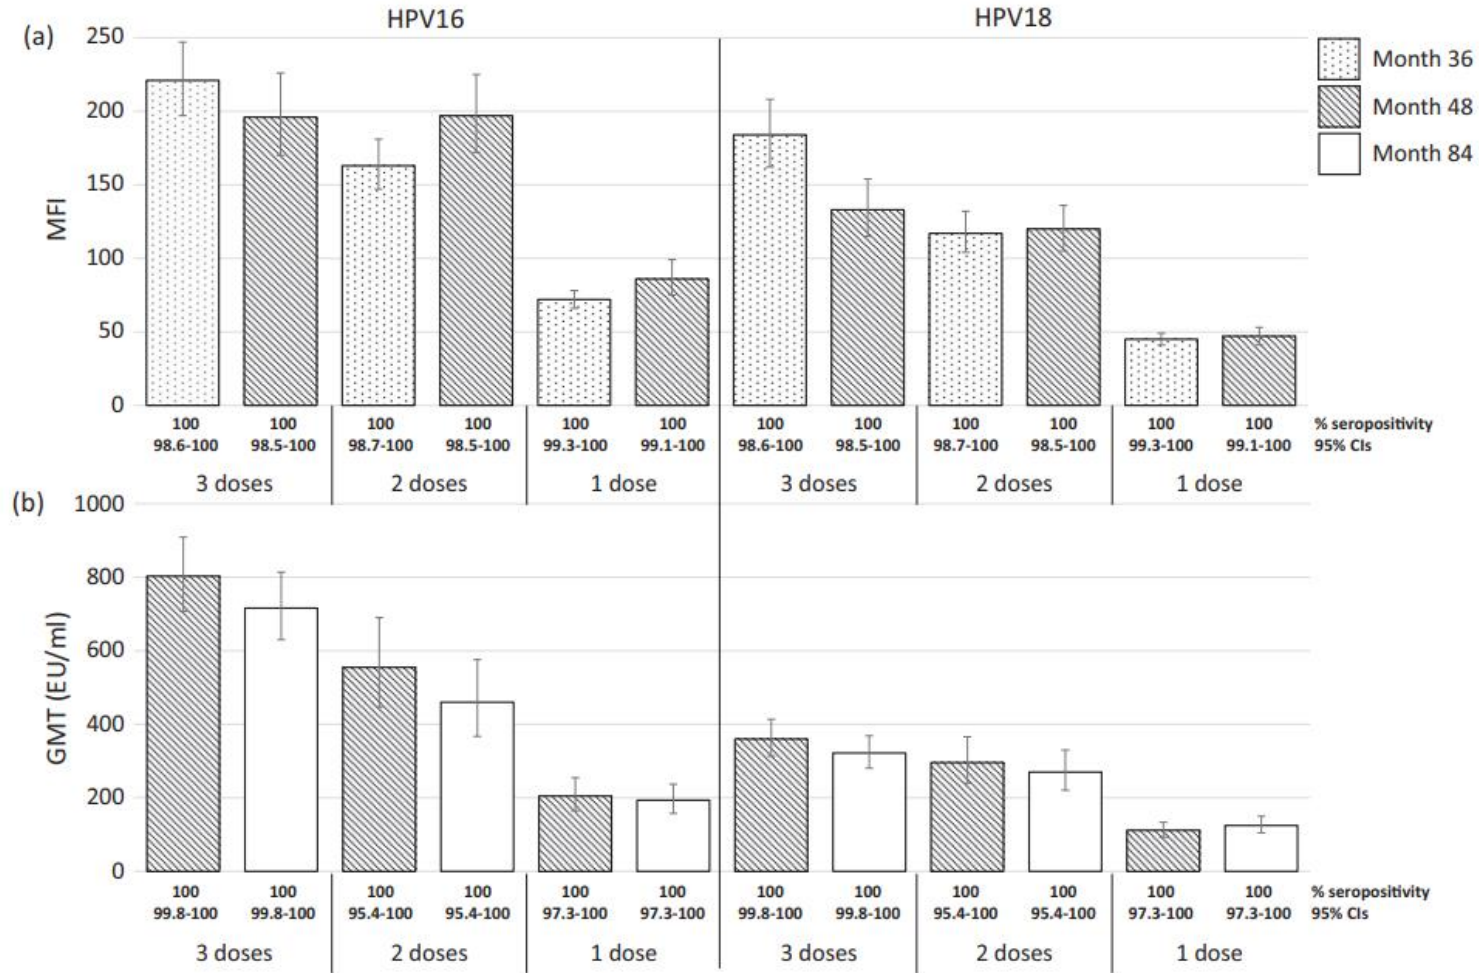 HPV16 HPV18
(a)
250
200
150
100
50
0
MFI
Month 36
Month 48
Month 84
100 100 100 100 100 100 100 100 100 100 100 100 % seropositivity
98.6-100 98.5-100 98.7-100 98.5-100 99.3-100 99.1-100 98.6-100 98.5-100 98.7-100 98.5-100 99.3-100 99.1-100 95% CIs
3 doses 2 doses 1 dose 3 doses 2 doses 1 dose
(b)
1000
800
600
400
200
0
GMT (EU/ml)
100 100 100 100 100 100 100 100 100 100 100 100 % seropositivity
99.8-100 99.8-100 95.4-100 95.4-100 97.3-100 97.3-100 99.8-100 99.8-100 95.4-100 95.4-100 97.3-100 97.3-100 95% CIs
3 doses 2 doses 1 dose 3 doses 2 doses 1 dose